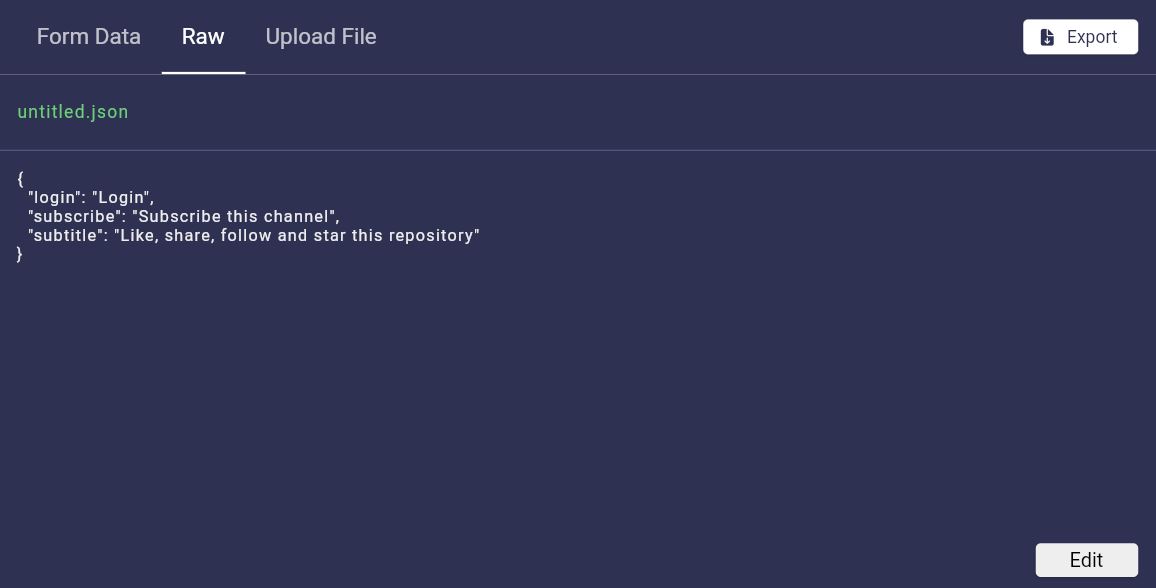 Form Data Raw Upload File Export
untitled.json
{
"login": "Login",
"subscribe": "Subscribe this channel",
"subtitle": "Like, share, follow and star this repository"
}
Edit